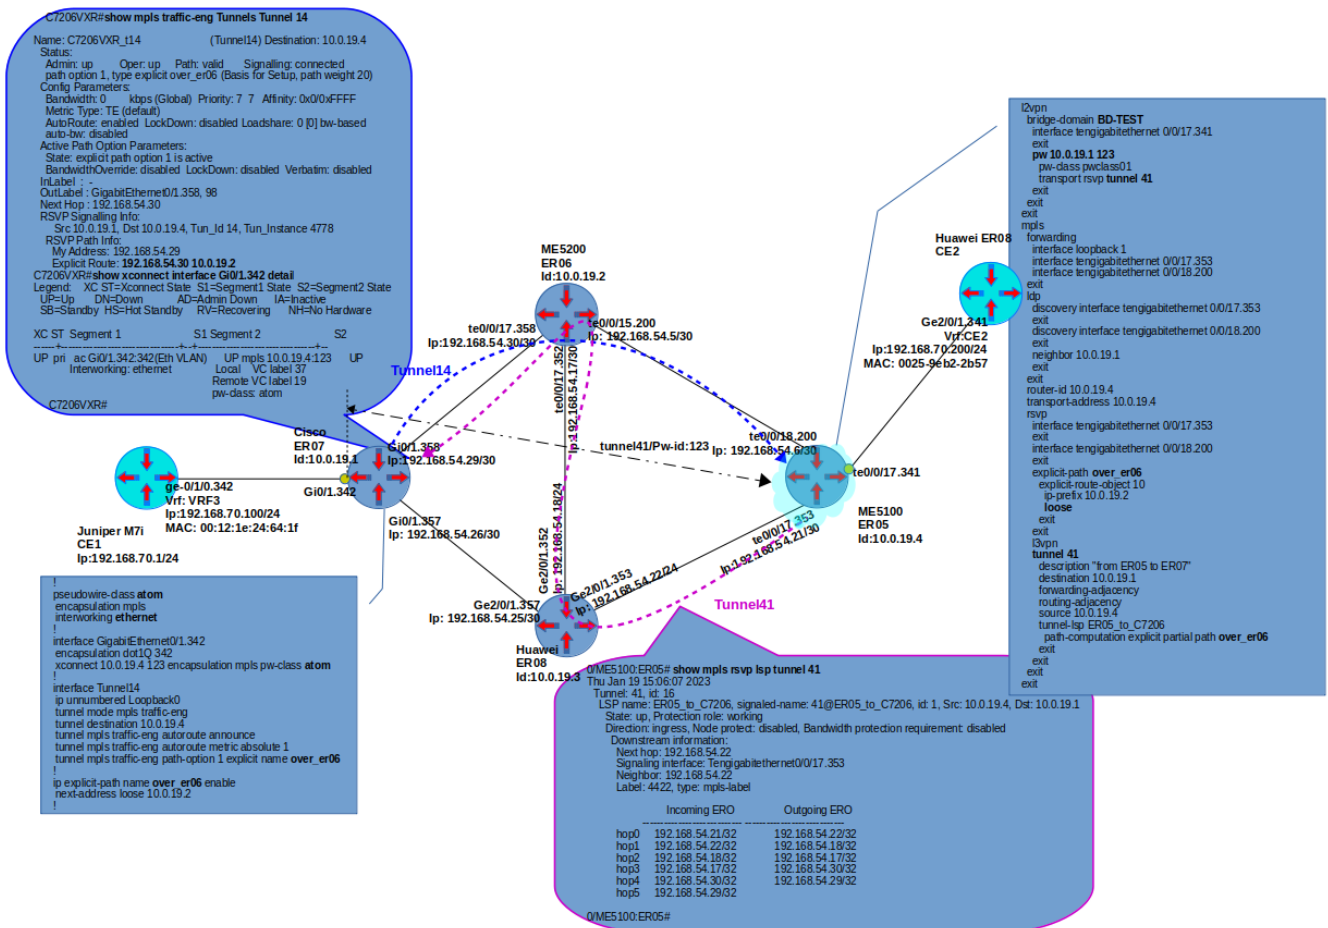 C7206VXR#show mpls traffic-eng Tunnels Tunnel 14
Name: C7206VXR_t14 (Tunnel14) Destination: 10.0.19.4
Status:
Admin: up Oper: up Path: valid Signalling: connected
path option 1, type explicit over_er06 (Basis for Setup, path weight 20)
Config Parameters:
Bandwidth: 0 kbps (Global) Priority: 7 7 Affinity: 0x0/0xFFFF
Metric Type: TE (default)
AutoRoute: enabled LockDown: disabled Loadshare: 0 [0] bw-based
auto-bw: disabled
Active Path Option Parameters:
State: explicit path option 1 is active
BandwidthOverride: disabled LockDown: disabled Verbatim: disabled
InLabel : -
OutLabel : GigabitEthernet0/1.358, 98
Next Hop : 192.168.54.30
RSVP Signalling Info:
Src 10.0.19.1, Dst 10.0.19.4, Tun_Id 14, Tun_Instance 4778
RSVP Path Info:
My Address: 192.168.54.29
Explicit Route: 192.168.54.30 10.0.19.2
C7206VXR#show xconnect interface Gi0/1.342 detail
Legend: XC ST=Xconnect State S1=Segment1 State S2=Segment2 State
UP=Up DN=Down AD=Admin Down IA=Inactive
SB=Standby HS=Hot Standby RV=Recovering NH=No Hardware
XC ST Segment 1 S1 Segment 2 S2
------+---------------------------------+--+---------------------------------+--
UP pri ac Gi0/1.342:342(Eth VLAN) UP mpls 10.0.19.4:123 UP
Interworking: ethernet Local VC label 37
Remote VC label 19
pw-class: atom
C7206VXR#
l2vpn
bridge-domain BD-TEST
interface tengigabitethernet 0/0/17.341
exit
pw 10.0.19.1 123
pw-class pwclass01
transport rsvp tunnel 41
exit
exit
exit
mpls
forwarding
interface loopback 1
interface tengigabitethernet 0/0/17.353
interface tengigabitethernet 0/0/18.200
exit
ldp
discovery interface tengigabitethernet 0/0/17.353
exit
discovery interface tengigabitethernet 0/0/18.200
exit
neighbor 10.0.19.1
exit
exit
router-id 10.0.19.4
transport-address 10.0.19.4
rsvp
interface tengigabitethernet 0/0/17.353
exit
interface tengigabitethernet 0/0/18.200
exit
explicit-path over_er06
explicit-route-object 10
ip-prefix 10.0.19.2
loose
exit
exit
l3vpn
tunnel 41
description "from ER05 to ER07"
destination 10.0.19.1
forwarding-adjacency
routing-adjacency
source 10.0.19.4
tunnel-lsp ER05_to_C7206
path-computation explicit partial path over_er06
exit
exit
exit
exit
ME5200
ER06
Id:10.0.19.2
te0/0/17.358
Ip:192.168.54.30/30
te0/0/15.200
Ip: 192.168.54.5/30
te0/0/17.352
Ip:192.168.54.17/30
Huawei ER08
CE2
Ge2/0/1.341
Vrf:CE2
Ip:192.168.70.200/24
MAC: 0025-9eb2-2b57
Tunnel14
Cisco
ER07
Id:10.0.19.1
Gi0/1.358
Ip:192.168.54.29/30
tunnel41/Pw-id:123
te0/0/18.200
Ip: 192.168.54.6/30
te0/0/17.341
Gi0/1.342
ge-0/1/0.342
Vrf: VRF3
Ip:192.168.70.100/24
MAC: 00:12:1e:24:64:1f
Juniper M7i
CE1
Ip:192.168.70.1/24
Gi0/1.357
Ip: 192.168.54.26/30
Ge2/0/1.352
Ip: 192.168.54.18/24
te0/0/17.353
Ip:192.168.54.21/30
ME5100
ER05
Id:10.0.19.4
Ge2/0/1.353
Ip: 192.168.54.22/24
Ge2/0/1.357
Ip: 192.168.54.25/30
Tunnel41
Huawei
ER08
Id:10.0.19.3
!
pseudowire-class atom
encapsulation mpls
interworking ethernet
!
interface GigabitEthernet0/1.342
encapsulation dot1Q 342
xconnect 10.0.19.4 123 encapsulation mpls pw-class atom
!
interface Tunnel14
ip unnumbered Loopback0
tunnel mode mpls traffic-eng
tunnel destination 10.0.19.4
tunnel mpls traffic-eng autoroute announce
tunnel mpls traffic-eng autoroute metric absolute 1
tunnel mpls traffic-eng path-option 1 explicit name over_er06
!
ip explicit-path name over_er06 enable
next-address loose 10.0.19.2
!
0/ME5100:ER05# show mpls rsvp lsp tunnel 41
Thu Jan 19 15:06:07 2023
Tunnel: 41, id: 16
LSP name: ER05_to_C7206, signaled-name: 41@ER05_to_C7206, id: 1, Src: 10.0.19.4, Dst: 10.0.19.1
State: up, Protection role: working
Direction: ingress, Node protect: disabled, Bandwidth protection requirement: disabled
Downstream information:
Next hop: 192.168.54.22
Signaling interface: Tengigabitethernet0/0/17.353
Neighbor: 192.168.54.22
Label: 4422, type: mpls-label
Incoming ERO Outgoing ERO
---------------------------- ----------------------------
hop0 192.168.54.21/32 192.168.54.22/32
hop1 192.168.54.22/32 192.168.54.18/32
hop2 192.168.54.18/32 192.168.54.17/32
hop3 192.168.54.17/32 192.168.54.30/32
hop4 192.168.54.30/32 192.168.54.29/32
hop5 192.168.54.29/32
0/ME5100:ER05#